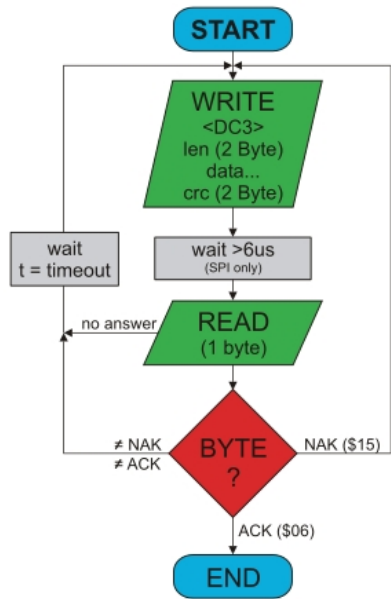 START
WRITE
<DC3>
len (2 Byte)
data...
crc (2 Byte)
wait
t = timeout
wait >6us
(SPI only)
no answer
READ
(1 byte)
≠ NAK
≠ ACK
BYTE
?
NAK ($15)
ACK ($06)
END